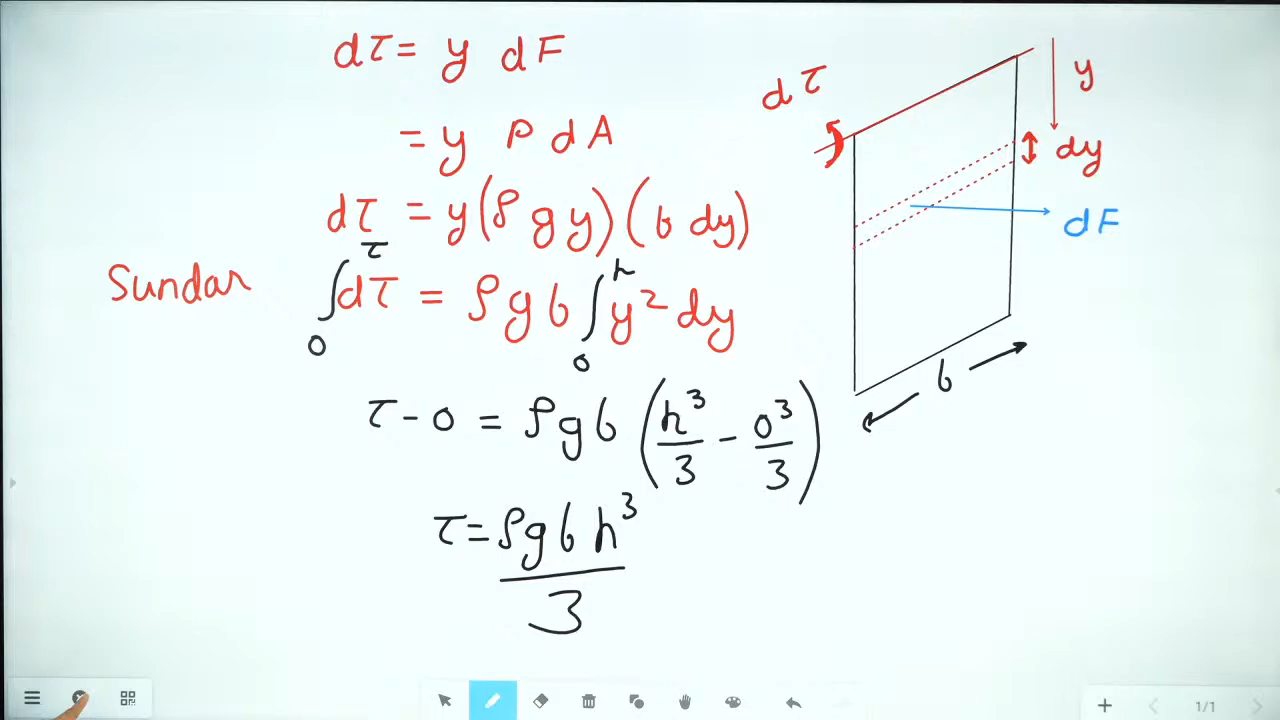 dτ = y dF
= y P dA
dτ = y(ρgy)(b dy)
Sundar
∫₀^τ dτ = ρgb ∫₀^h y² dy
τ - 0 = ρgb (h³/3 - 0³/3)
τ = ρgbh³/3
dτ
y
dy
dF
b
1/1